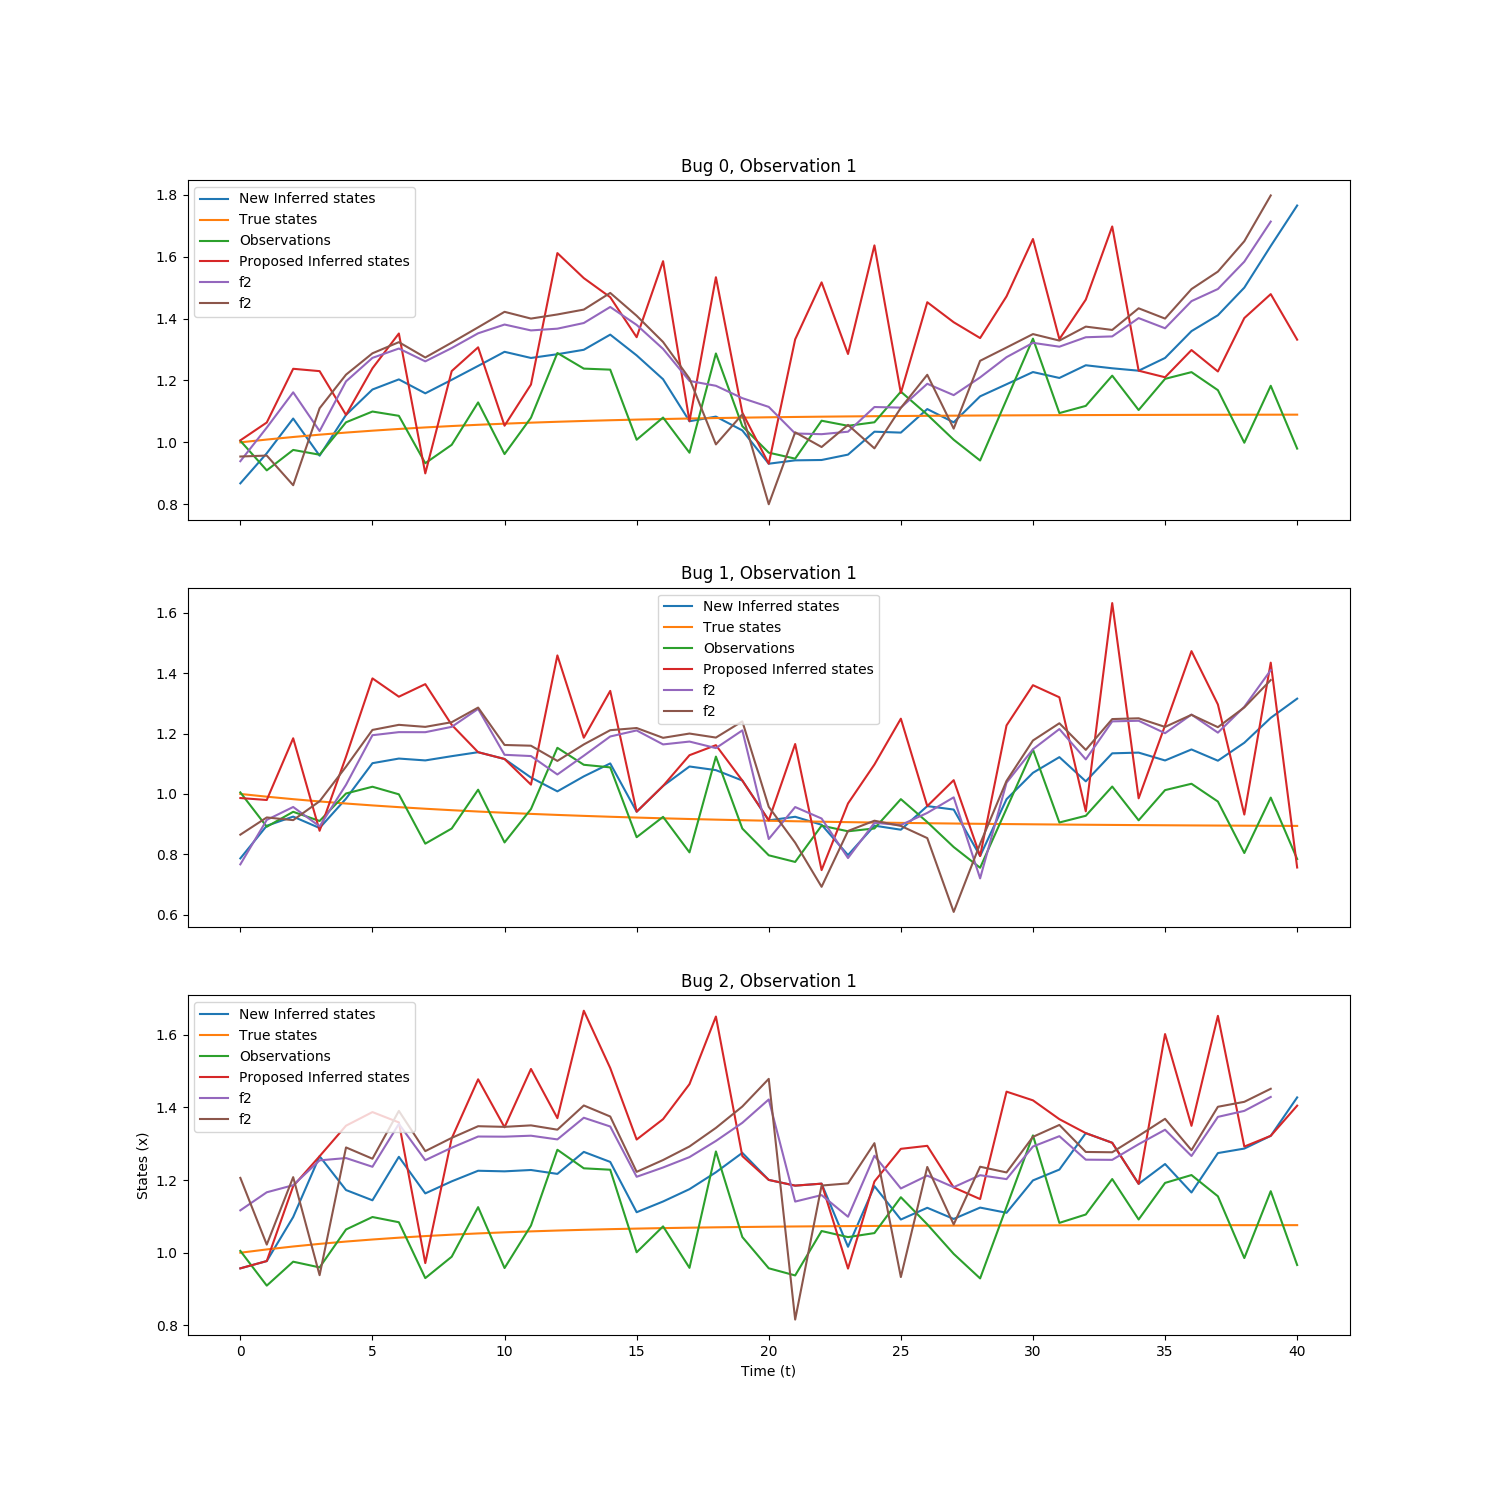 Bug 0, Observation 1
New Inferred states
True states
Observations
Proposed Inferred states
f2
f2
1.8
1.6
1.4
1.2
1.0
0.8
Bug 1, Observation 1
New Inferred states
True states
Observations
Proposed Inferred states
f2
f2
1.6
1.4
1.2
1.0
0.8
0.6
Bug 2, Observation 1
New Inferred states
True states
Observations
Proposed Inferred states
f2
f2
1.6
1.4
1.2
1.0
0.8
States (x)
0 5 10 15 20 25 30 35 40
Time (t)